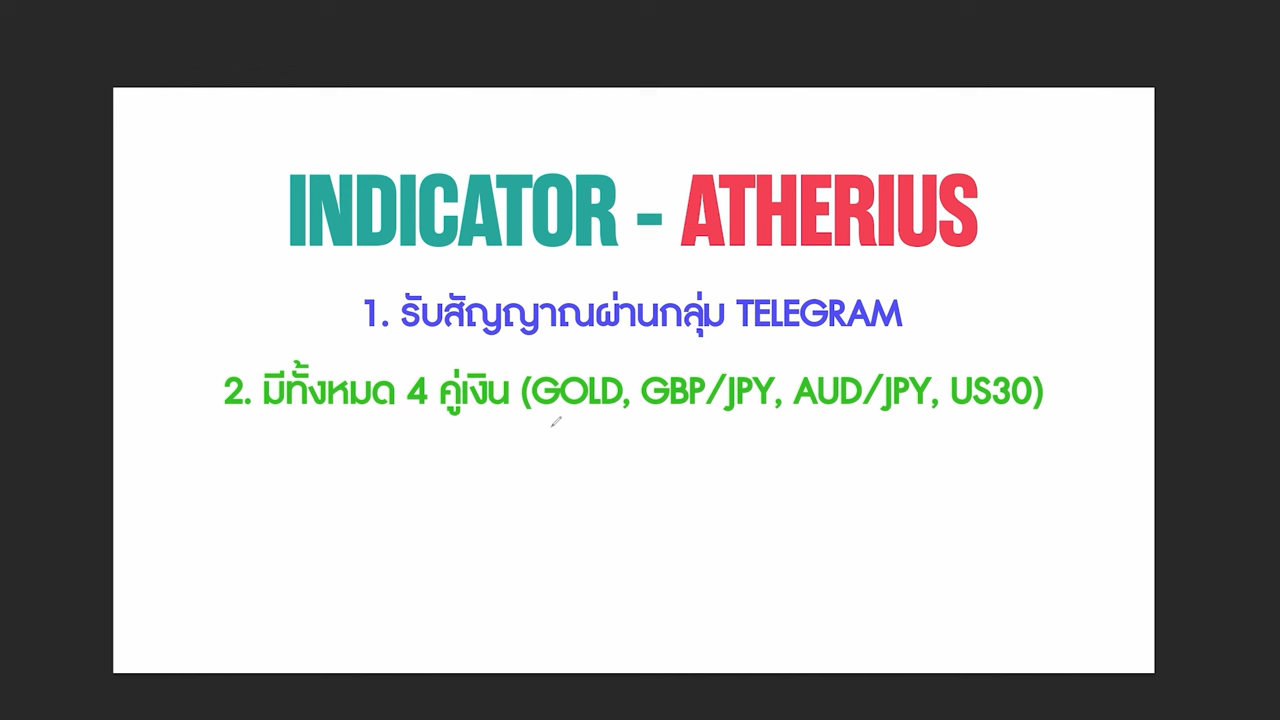 INDICATOR - ATHERIUS
1. รับสัญญาณผ่านกลุ่ม TELEGRAM
2. มีทั้งหมด 4 คู่เงิน (GOLD, GBP/JPY, AUD/JPY, US30)